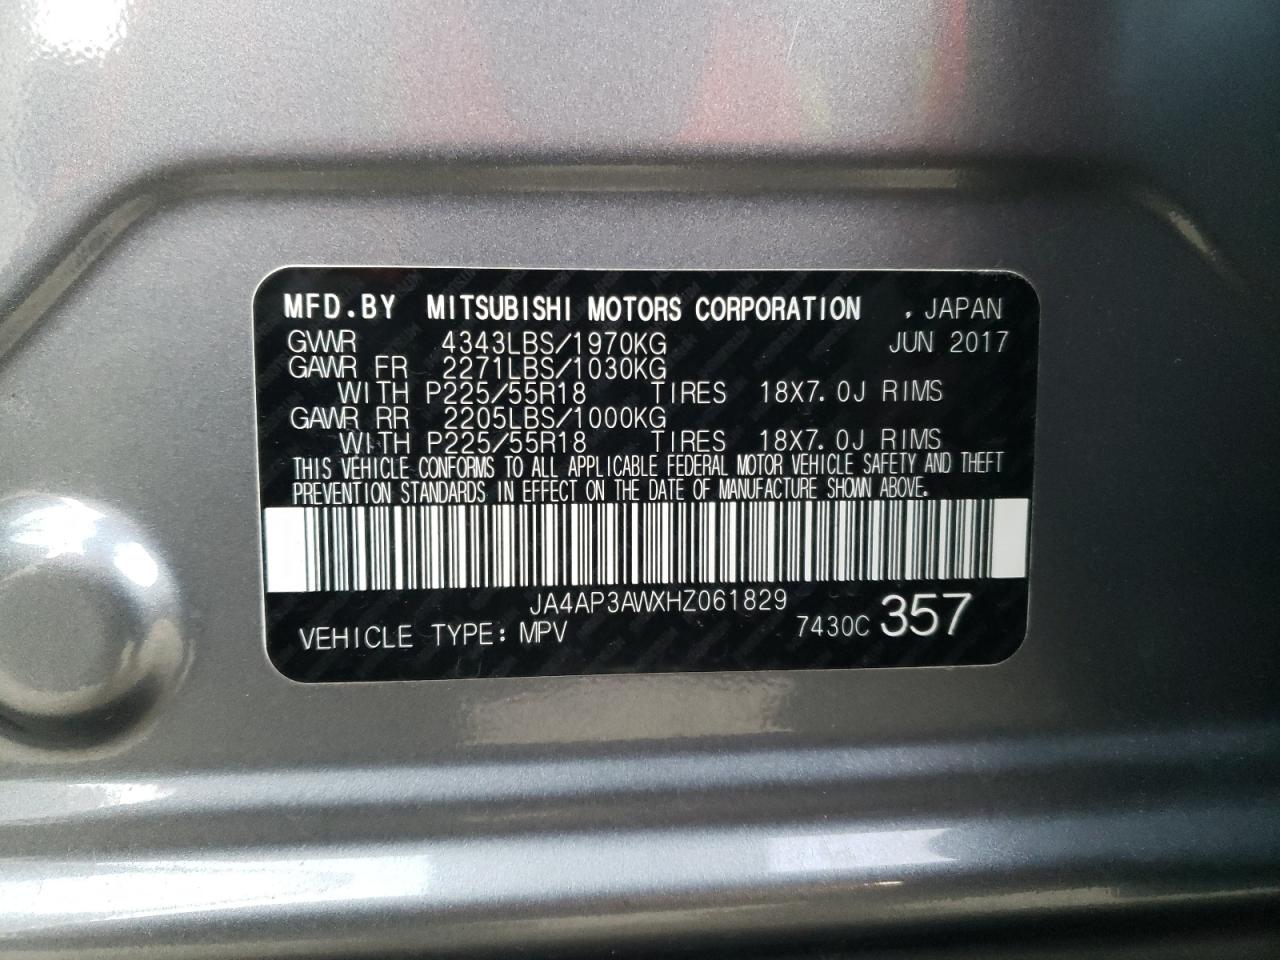 MFD.BY MITSUBISHI MOTORS CORPORATION , JAPAN
GVWR 4343LBS/1970KG JUN 2017
GAWR FR 2271LBS/1030KG
WITH P225/55R18 TIRES 18X7.0J RIMS
GAWR RR 2205LBS/1000KG
WITH P225/55R18 TIRES 18X7.0J RIMS
THIS VEHICLE CONFORMS TO ALL APPLICABLE FEDERAL MOTOR VEHICLE SAFETY AND THEFT
PREVENTION STANDARDS IN EFFECT ON THE DATE OF MANUFACTURE SHOWN ABOVE.
JA4AP3AWXHZ061829
VEHICLE TYPE: MPV 7430C 357